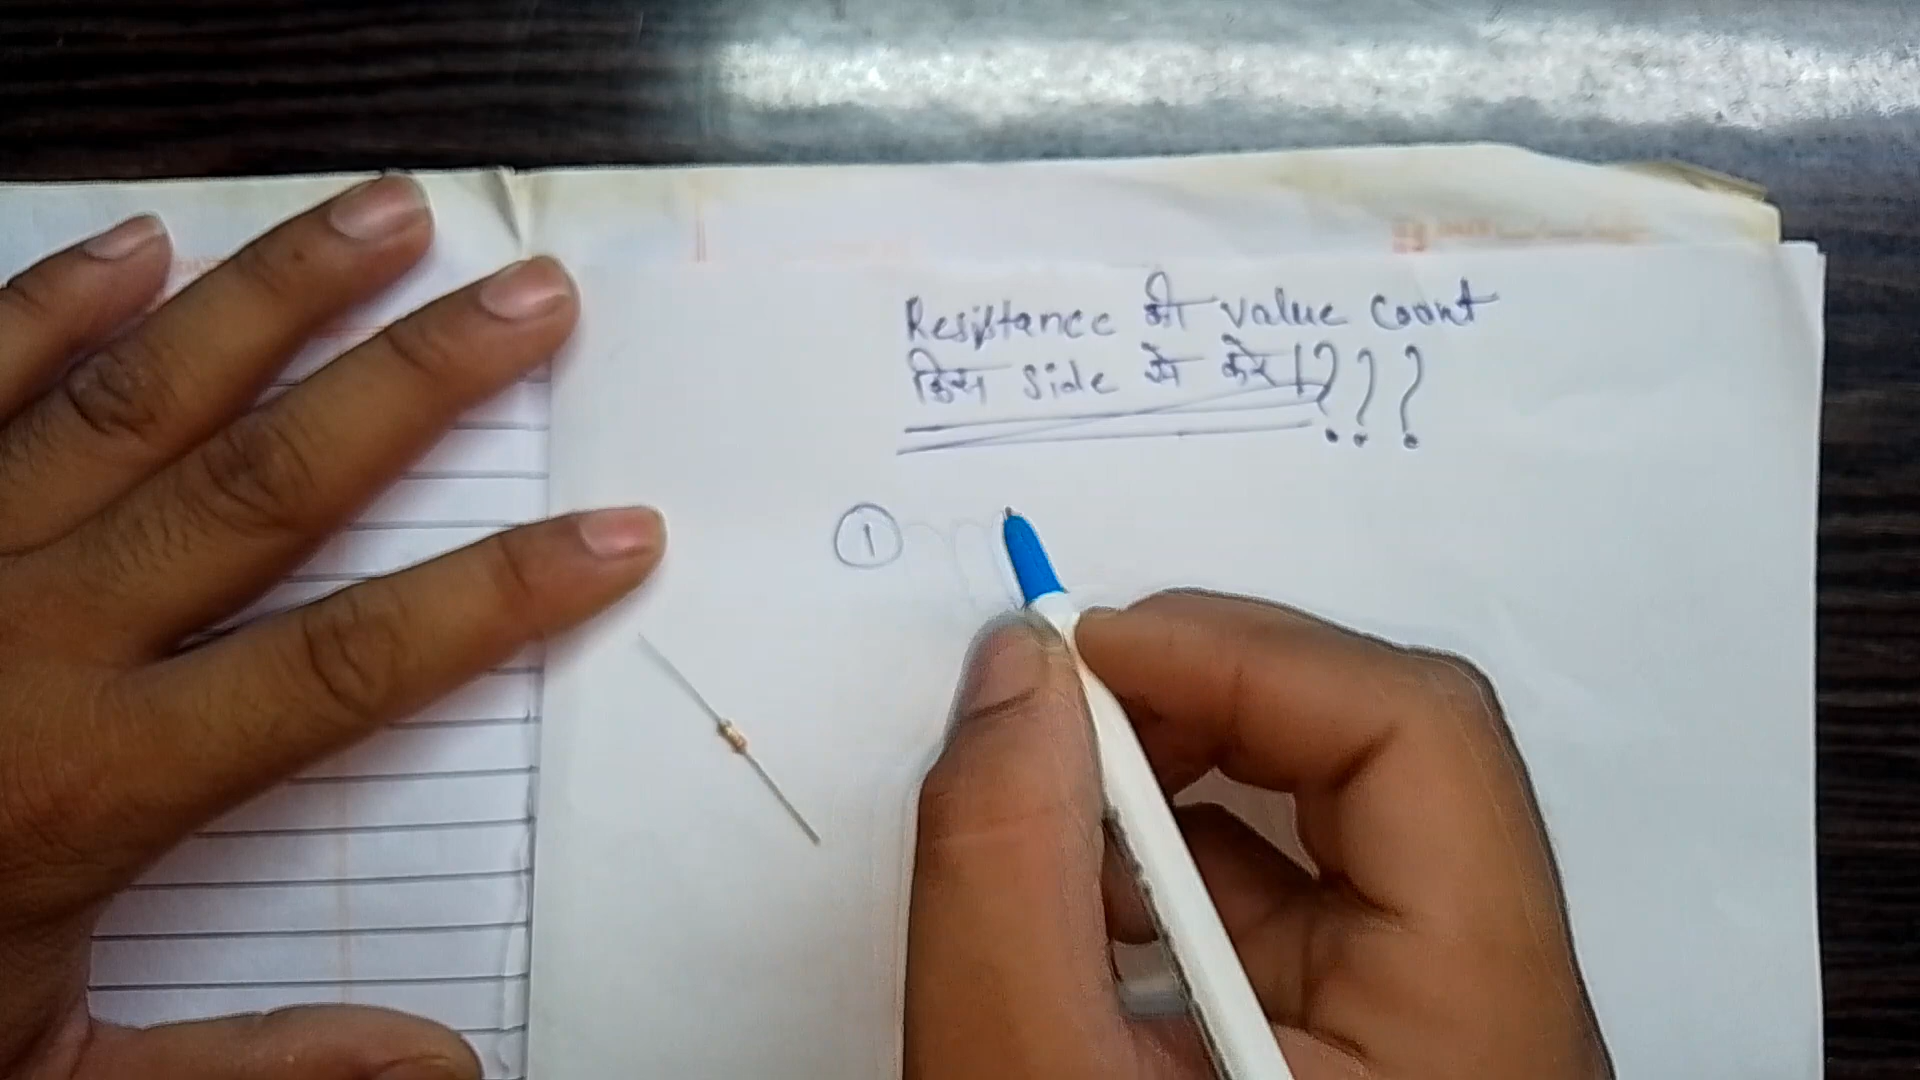 Resistance की value count
किस side से करे।???
①